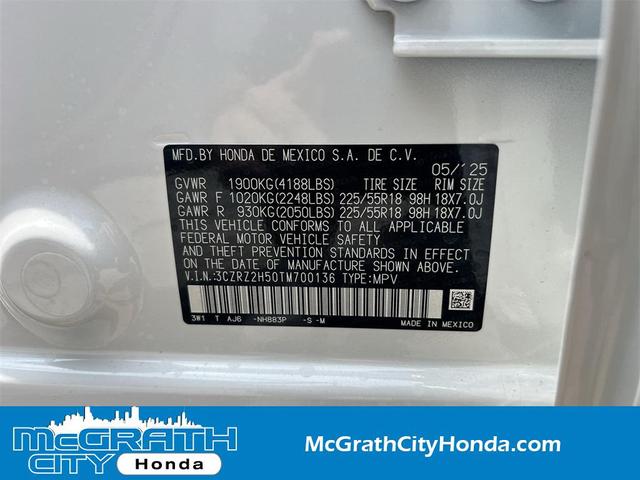 MFD.BY HONDA DE MEXICO S.A. DE C.V.
05/'25
GVWR 1900KG(4188LBS) TIRE SIZE RIM SIZE
GAWR F 1020KG(2248LBS) 225/55R18 98H 18X7.0J
GAWR R 930KG(2050LBS) 225/55R18 98H 18X7.0J
THIS VEHICLE CONFORMS TO ALL APPLICABLE
FEDERAL MOTOR VEHICLE SAFETY
AND THEFT PREVENTION STANDARDS IN EFFECT
ON THE DATE OF MANUFACTURE SHOWN ABOVE.
V.I.N.:3CZRZ2H50TM700136 TYPE:MPV
3W1 T AJ6 -NH883P -S -M MADE IN MEXICO
McGRATH
CITY Honda
McGrathCityHonda.com